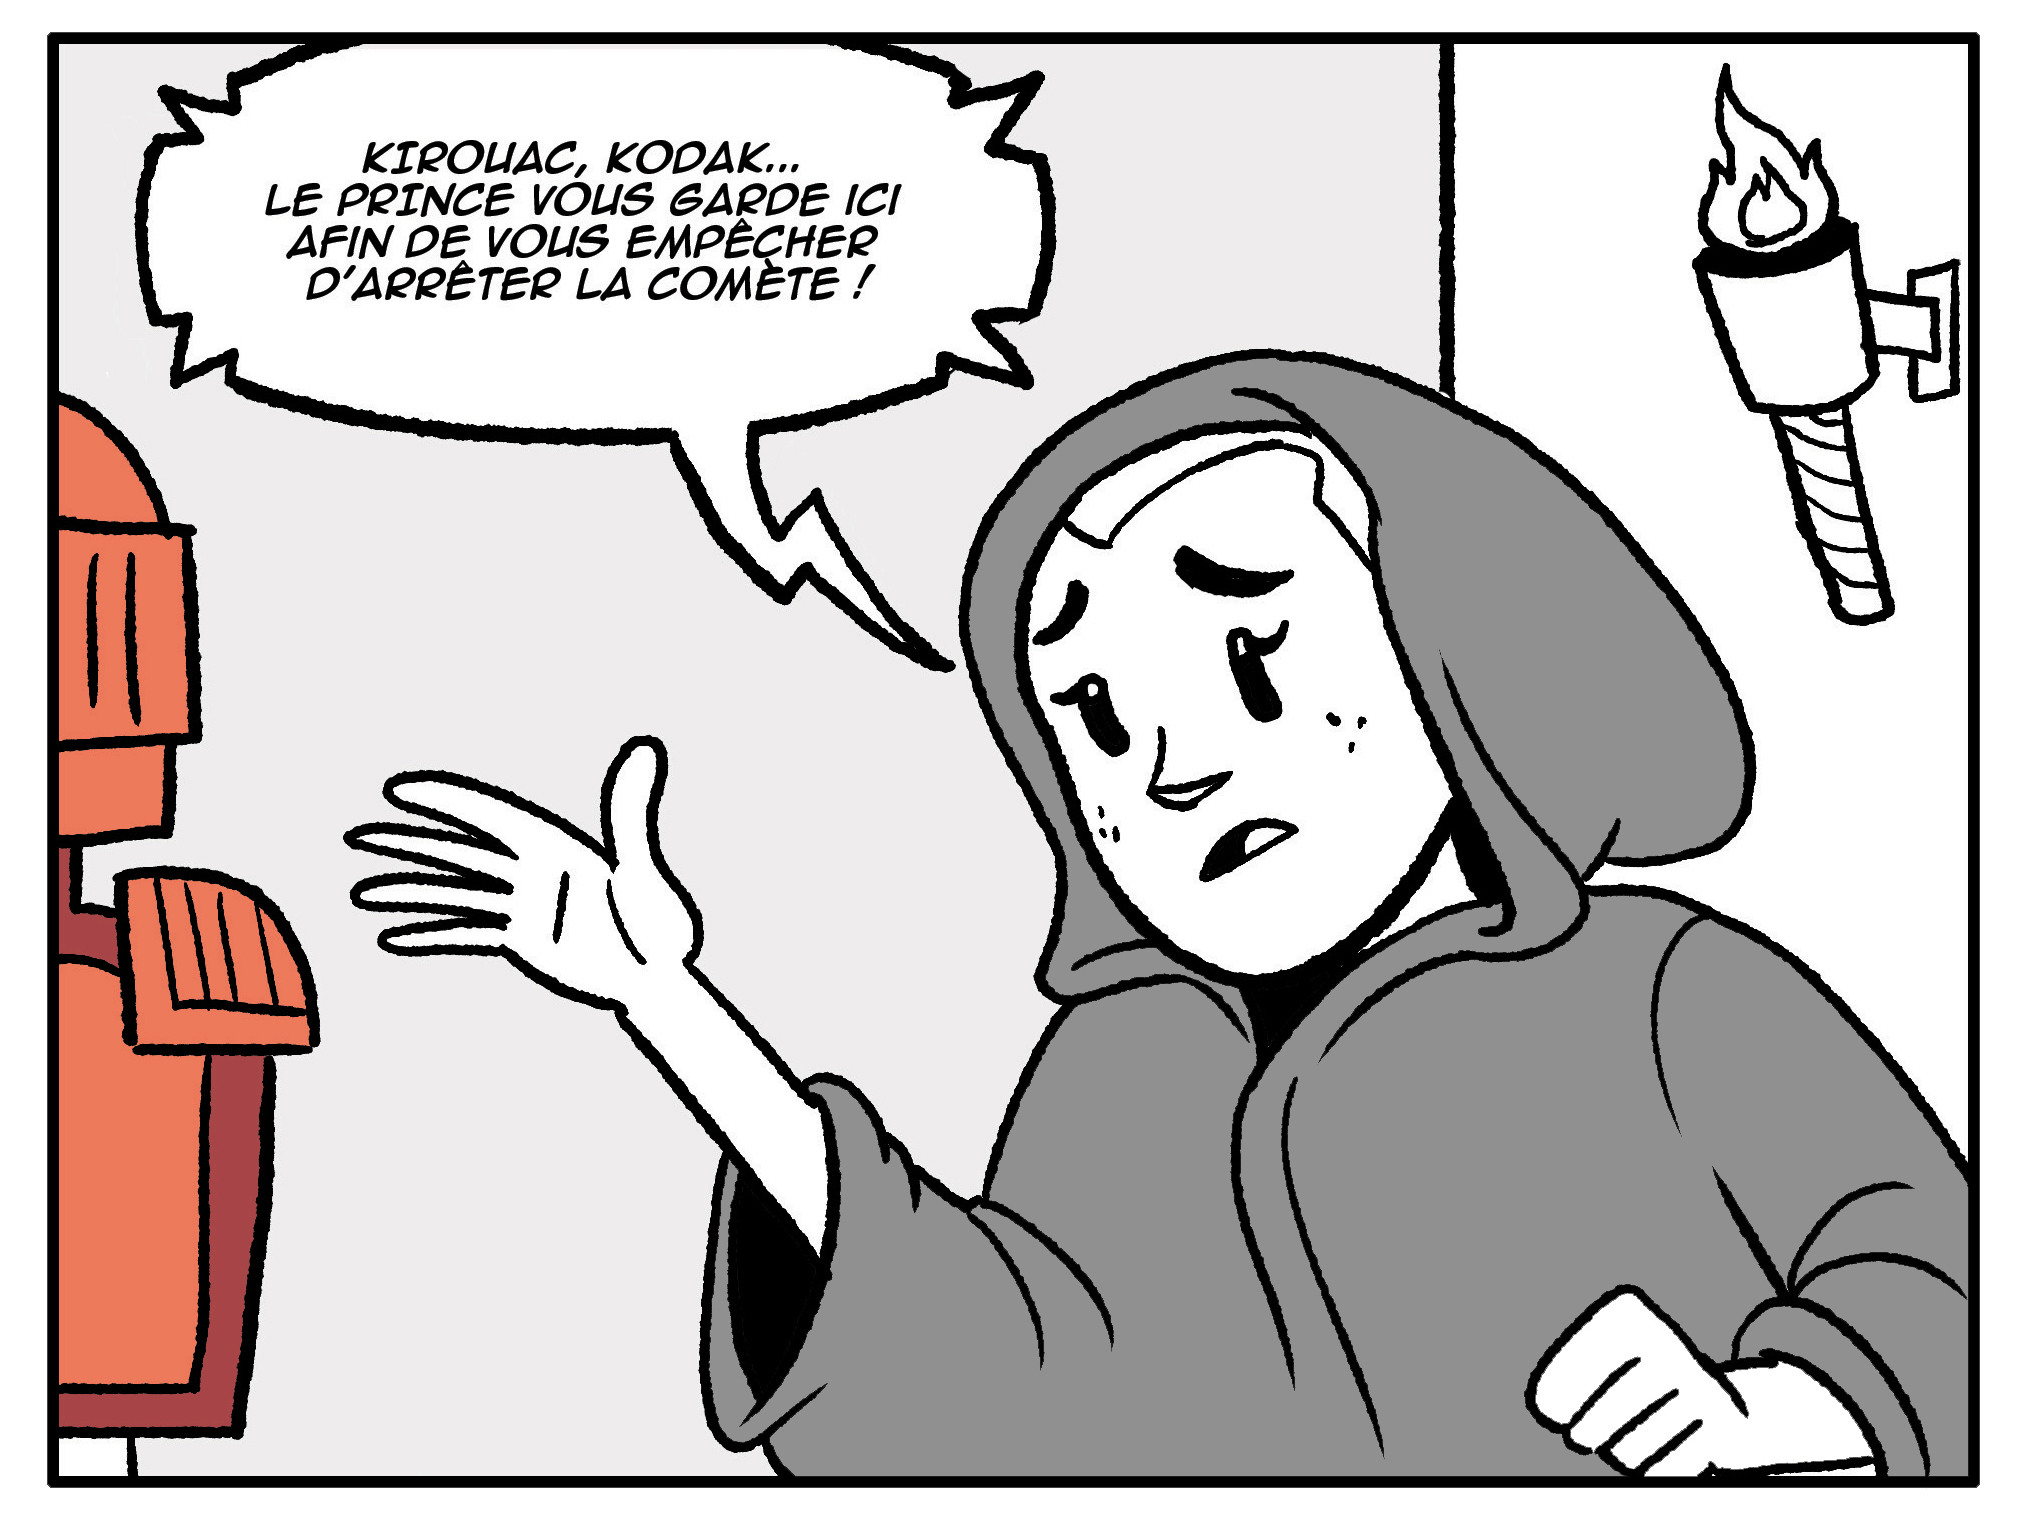 KIROUAC, KODAK...
LE PRINCE VOUS GARDE ICI
AFIN DE VOUS EMPÊCHER
D'ARRÊTER LA COMÈTE !